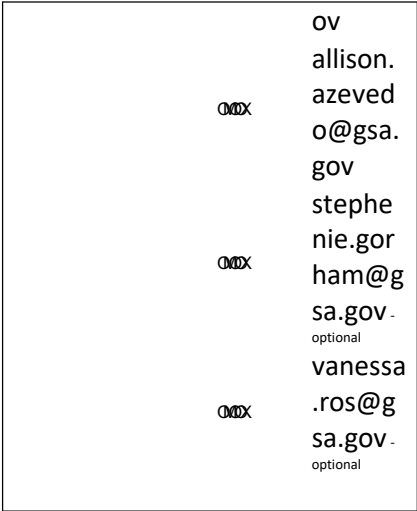 ov
allison.
azeved
o@gsa.
gov
stephe
nie.gor
ham@g
sa.gov -
optional
vanessa
.ros@g
sa.gov -
optional